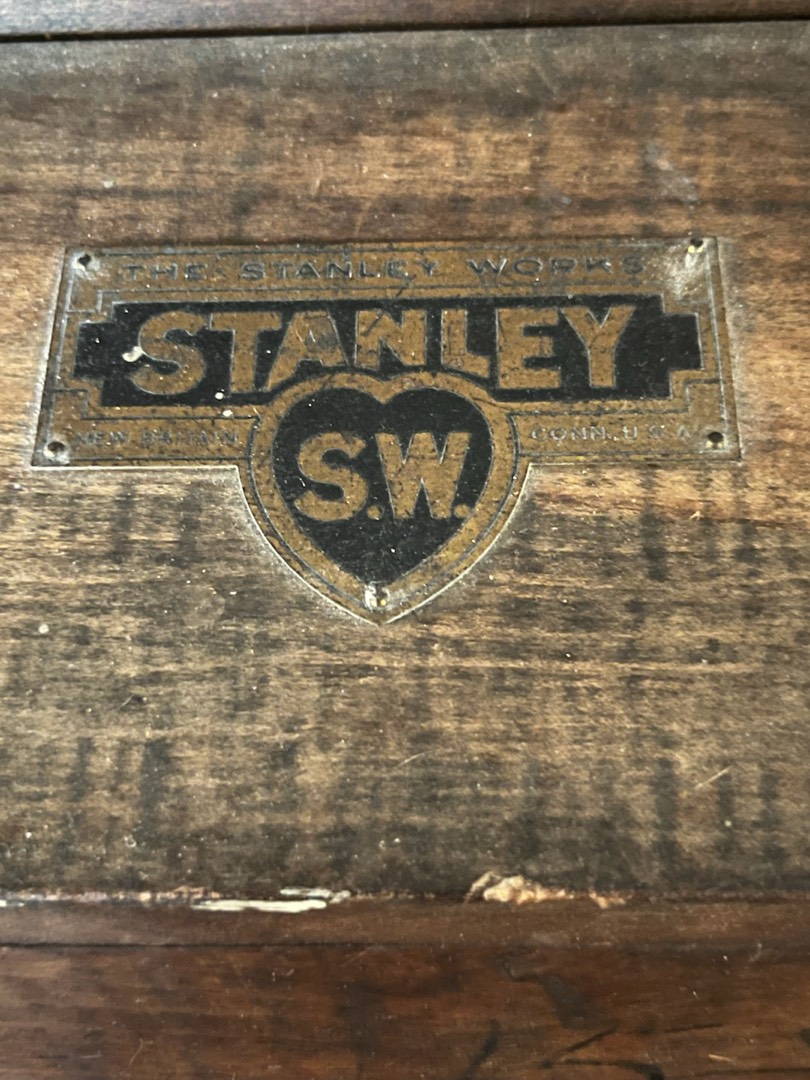 THE STANLEY WORKS
STANLEY
NEW BRITAIN CONN. U.S.A.
S.W.